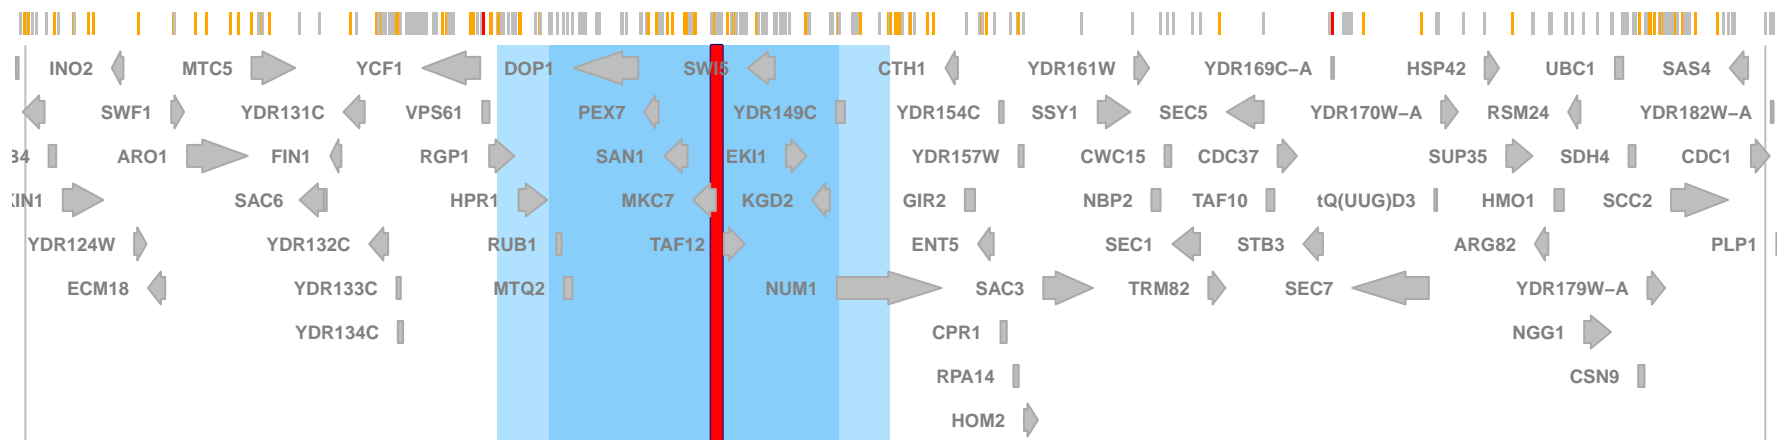 INO2 MTC5 YCF1 DOP1 SWI5 CTH1 YDR161W YDR169C−A HSP42 UBC1 SAS4
SWF1 YDR131C VPS61 PEX7 YDR149C YDR154C SSY1 SEC5 YDR170W−A RSM24 YDR182W−A
ARO1 FIN1 RGP1 SAN1 EKI1 YDR157W CWC15 CDC37 SUP35 SDH4 CDC1
SAC6 HPR1 MKC7 KGD2 GIR2 NBP2 TAF10 tQ(UUG)D3 HMO1 SCC2
YDR124W YDR132C RUB1 TAF12 ENT5 SEC1 STB3 ARG82 PLP1
ECM18 YDR133C MTQ2 NUM1 SAC3 TRM82 SEC7 YDR179W−A
YDR134C CPR1 NGG1
RPA14 CSN9
HOM2